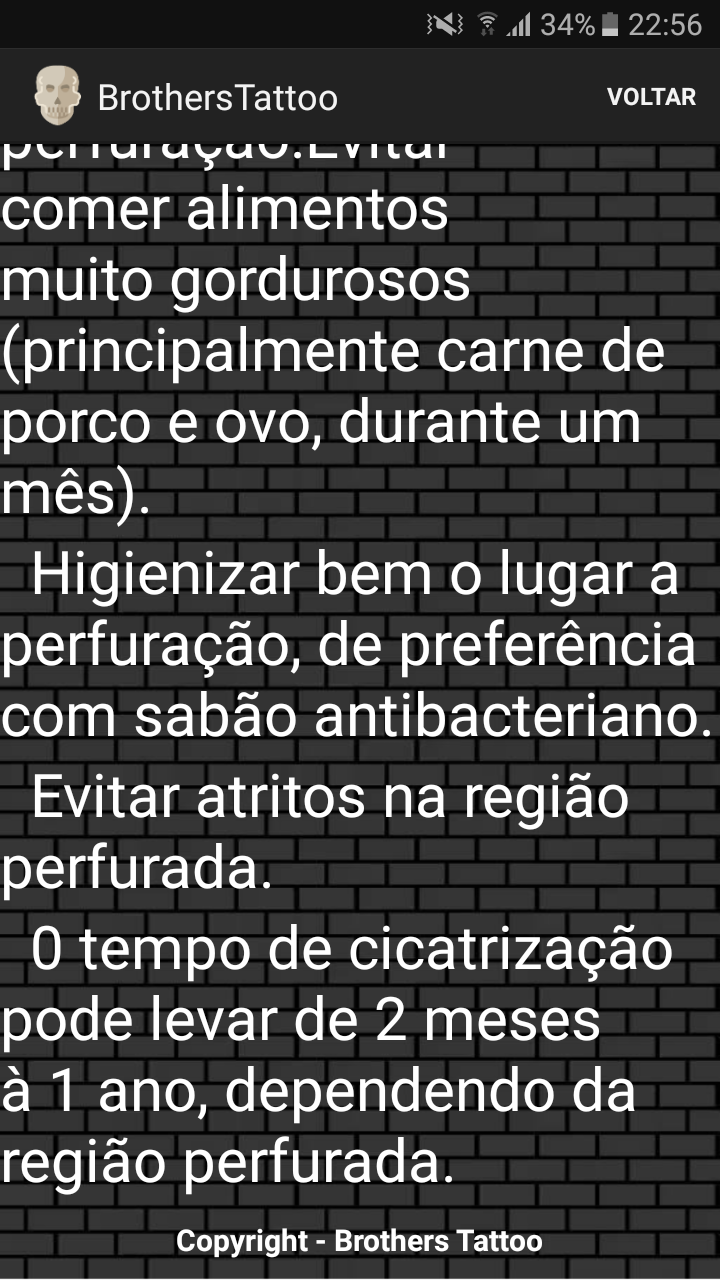 34% 22:56
BrothersTattoo VOLTAR
perfuração.Evitar
comer alimentos
muito gordurosos
(principalmente carne de
porco e ovo, durante um
mês).
Higienizar bem o lugar a
perfuração, de preferência
com sabão antibacteriano.
Evitar atritos na região
perfurada.
0 tempo de cicatrização
pode levar de 2 meses
à 1 ano, dependendo da
região perfurada.
Copyright - Brothers Tattoo